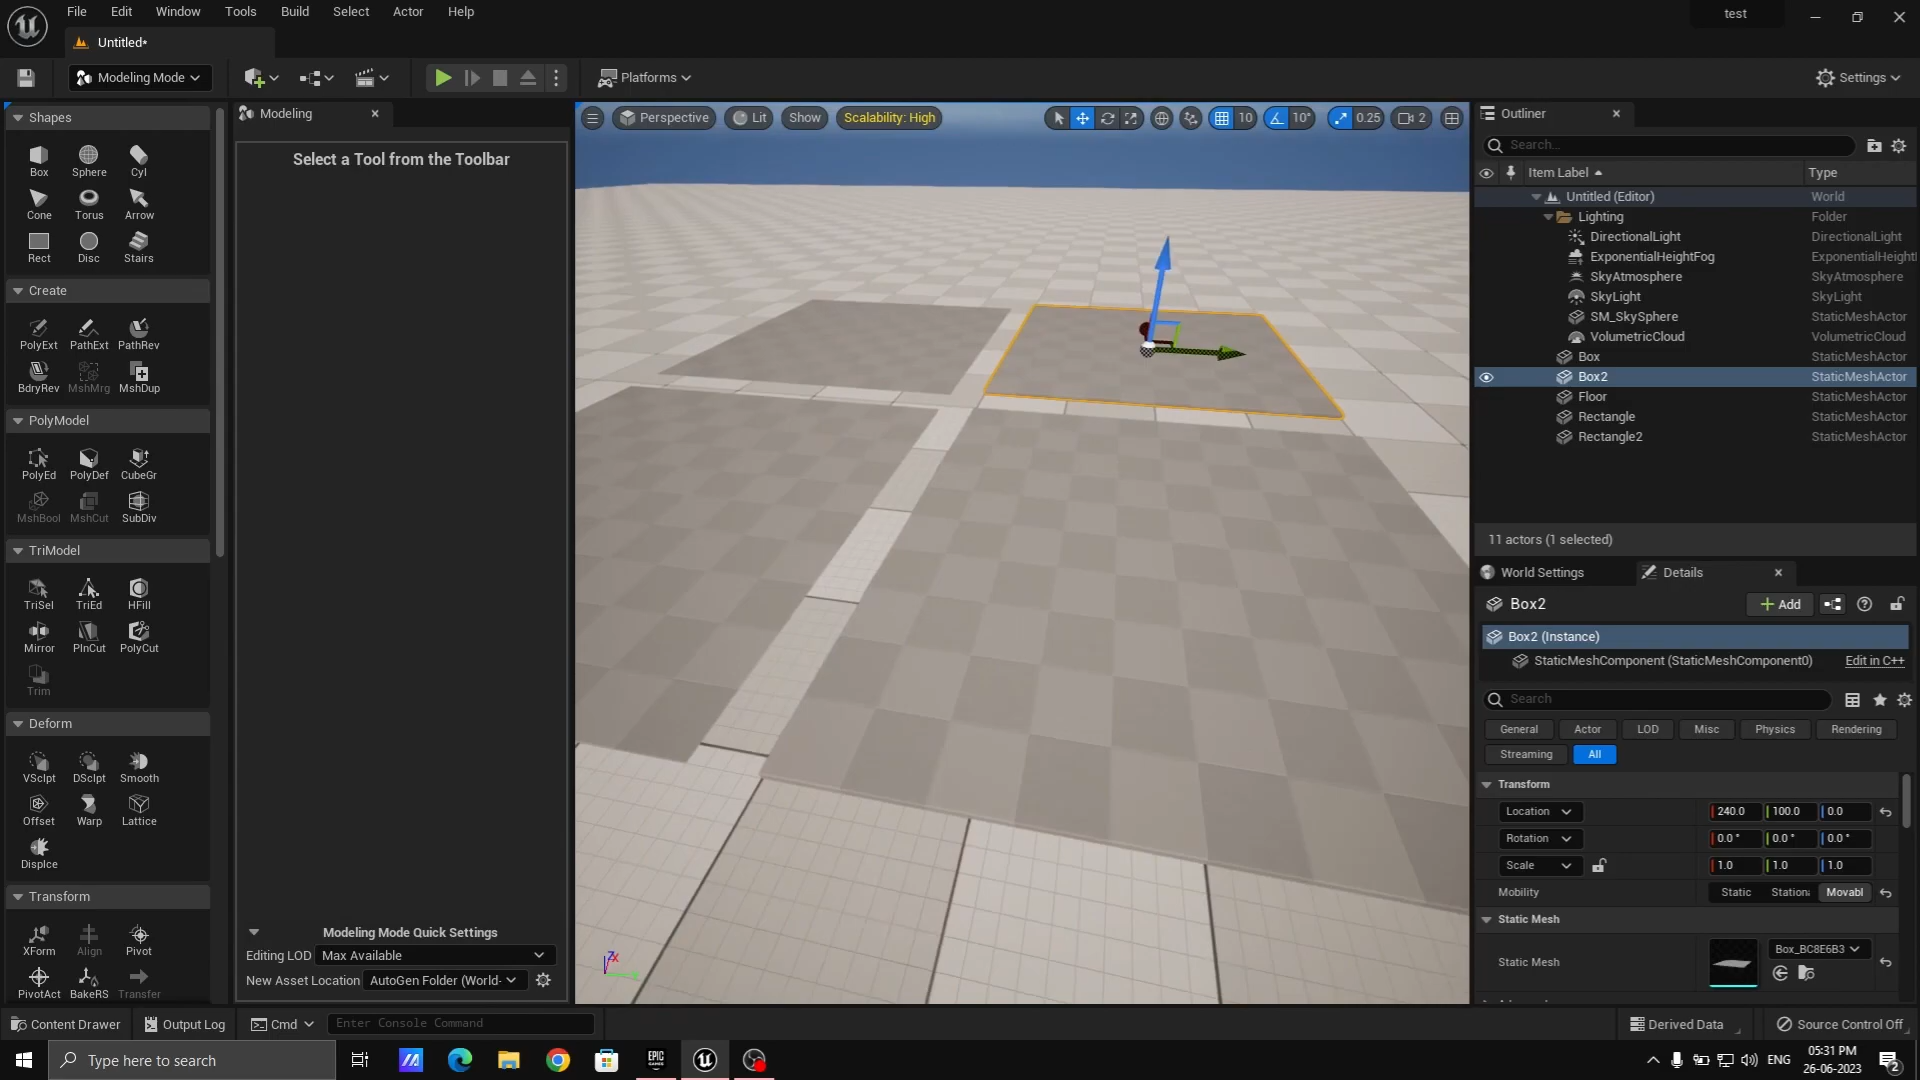 File Edit Window Tools Build Select Actor Help
test
Untitled*
Modeling Mode
Platforms
Settings
Shapes
Box Sphere Cyl
Cone Torus Arrow
Rect Disc Stairs
Create
PolyExt PathExt PathRev
BdryRev MshMrg MshDup
PolyModel
PolyEd PolyDef CubeGr
MshBool MshCut SubDiv
TriModel
TriSel TriEd HFill
Mirror PlnCut PolyCut
Trim
Deform
VSclpt DSclpt Smooth
Offset Warp Lattice
Displce
Transform
XForm Align Pivot
PivotAct BakeRS Transfer
Modeling
Select a Tool from the Toolbar
Modeling Mode Quick Settings
Editing LOD Max Available
New Asset Location AutoGen Folder (World-
Perspective Lit Show Scalability: High 10 10° 0.25 2
Outliner
Search...
Item Label Type
Untitled (Editor) World
Lighting Folder
DirectionalLight DirectionalLight
ExponentialHeightFog ExponentialHeight
SkyAtmosphere SkyAtmosphere
SkyLight SkyLight
SM_SkySphere StaticMeshActor
VolumetricCloud VolumetricCloud
Box StaticMeshActor
Box2 StaticMeshActor
Floor StaticMeshActor
Rectangle StaticMeshActor
Rectangle2 StaticMeshActor
11 actors (1 selected)
World Settings Details
Box2 Add
Box2 (Instance)
StaticMeshComponent (StaticMeshComponent0) Edit in C++
Search
General Actor LOD Misc Physics Rendering
Streaming All
Transform
Location 240.0 100.0 0.0
Rotation 0.0 ° 0.0 ° 0.0 °
Scale 1.0 1.0 1.0
Mobility Static Station Movabl
Static Mesh
Static Mesh Box_BC8E6B3
Content Drawer Output Log Cmd Enter Console Command Derived Data Source Control Off
Type here to search
EPIC GAMES
ENG
05:31 PM
26-06-2023
2